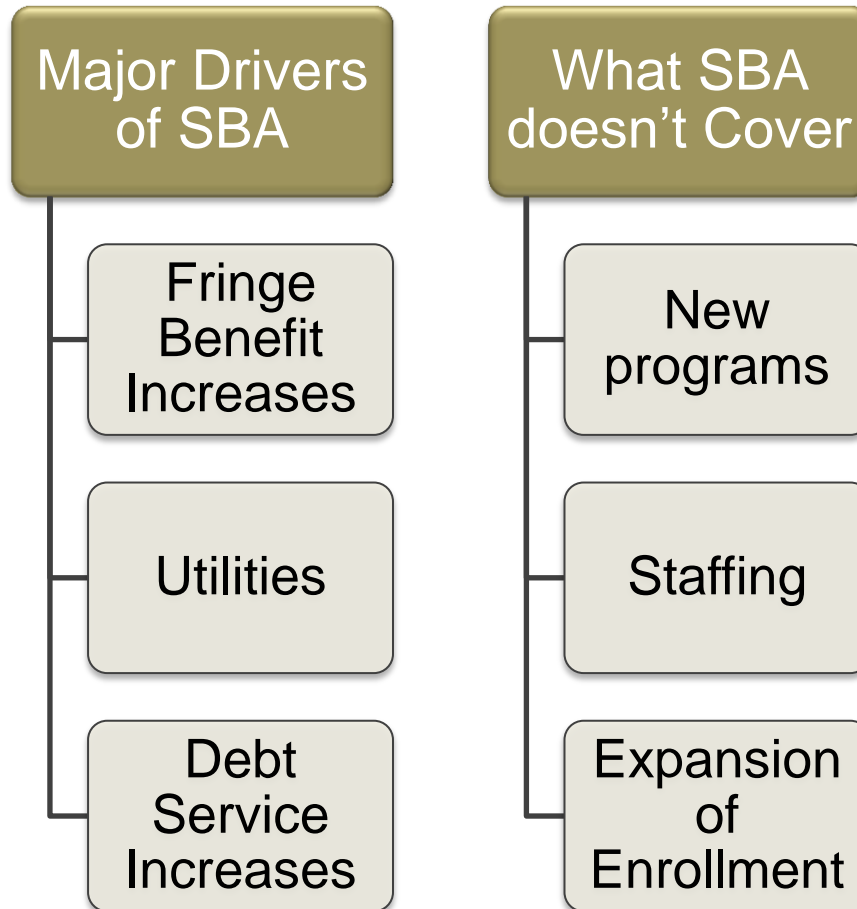 Major Drivers
of SBA
Fringe
Benefit
Increases
Utilities
Debt
Service
Increases
What SBA
doesn’t Cover
New
programs
Staffing
Expansion
of
Enrollment